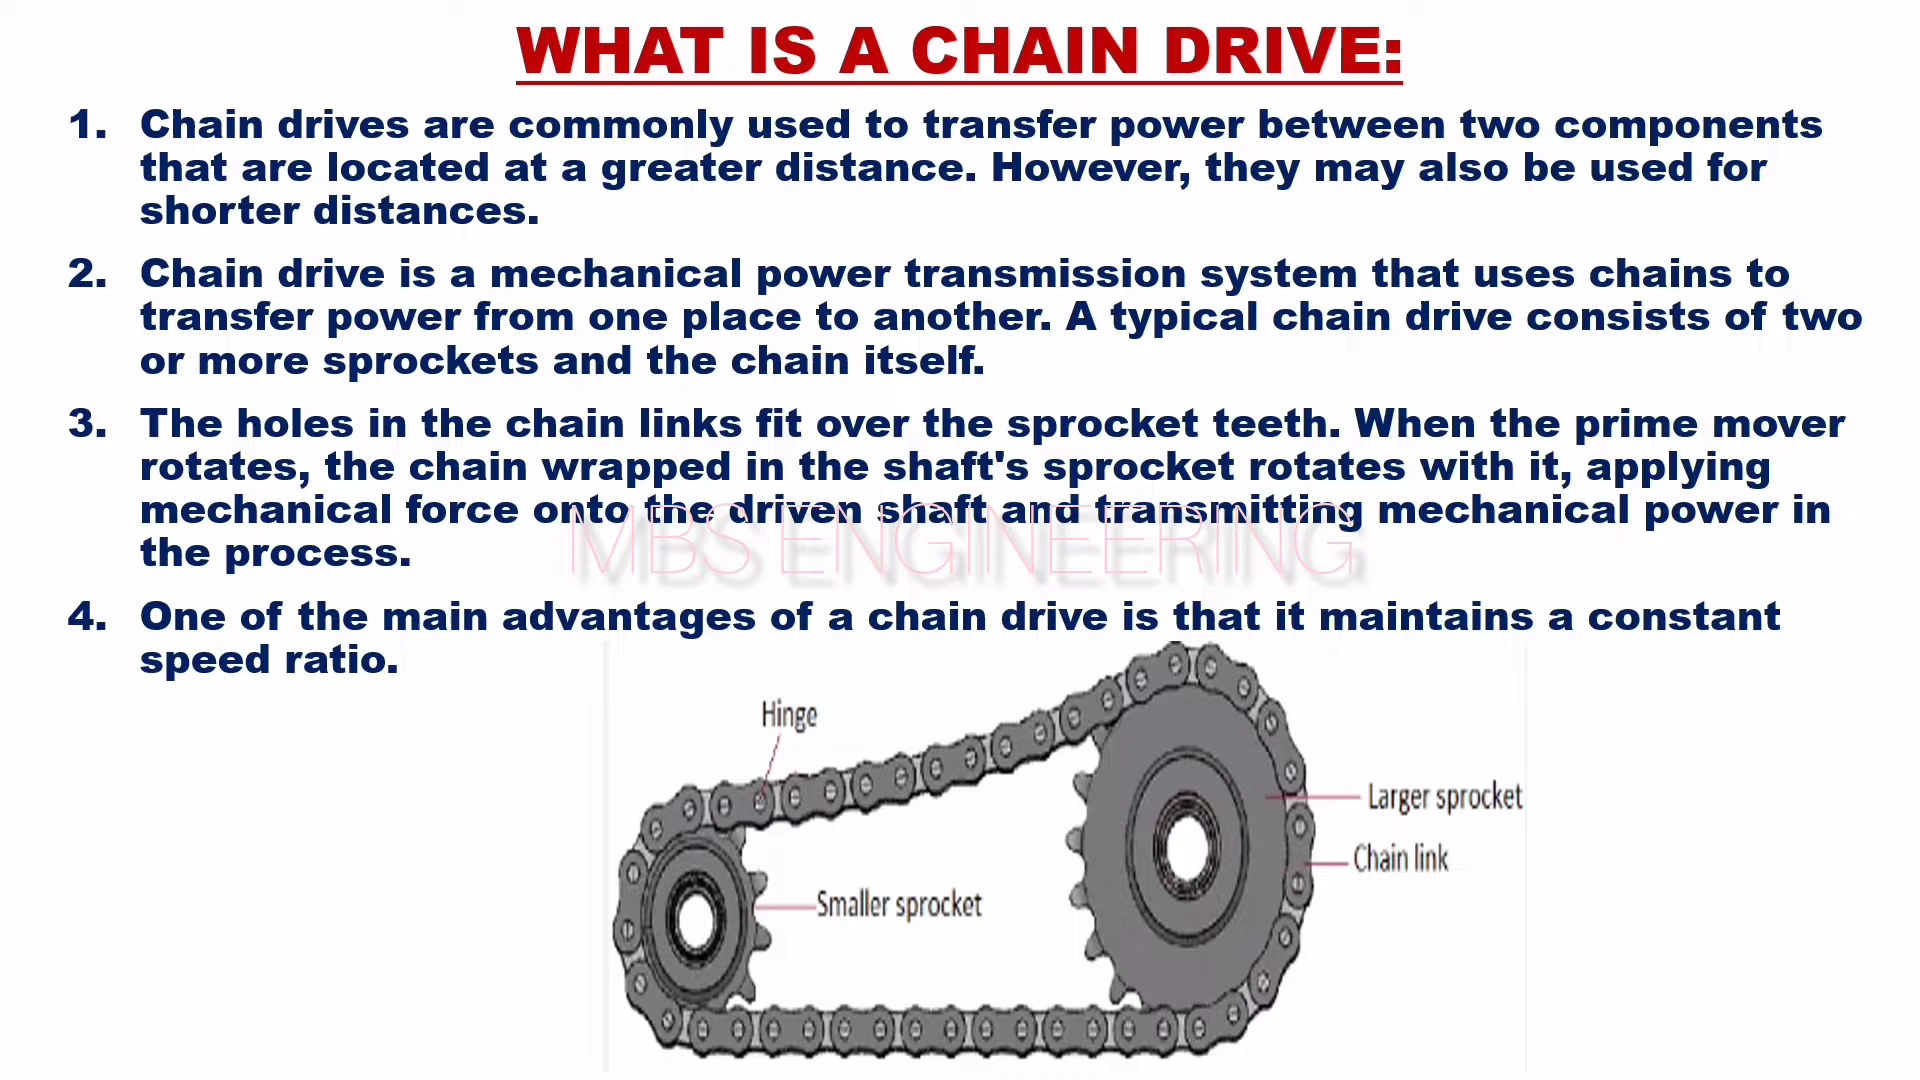 WHAT IS A CHAIN DRIVE:
1. Chain drives are commonly used to transfer power between two components
that are located at a greater distance. However, they may also be used for
shorter distances.
2. Chain drive is a mechanical power transmission system that uses chains to
transfer power from one place to another. A typical chain drive consists of two
or more sprockets and the chain itself.
3. The holes in the chain links fit over the sprocket teeth. When the prime mover
rotates, the chain wrapped in the shaft's sprocket rotates with it, applying
mechanical force onto the driven shaft and transmitting mechanical power in
the process.
MBS ENGINEERING
4. One of the main advantages of a chain drive is that it maintains a constant
speed ratio.
Hinge
Larger sprocket
Chain link
Smaller sprocket